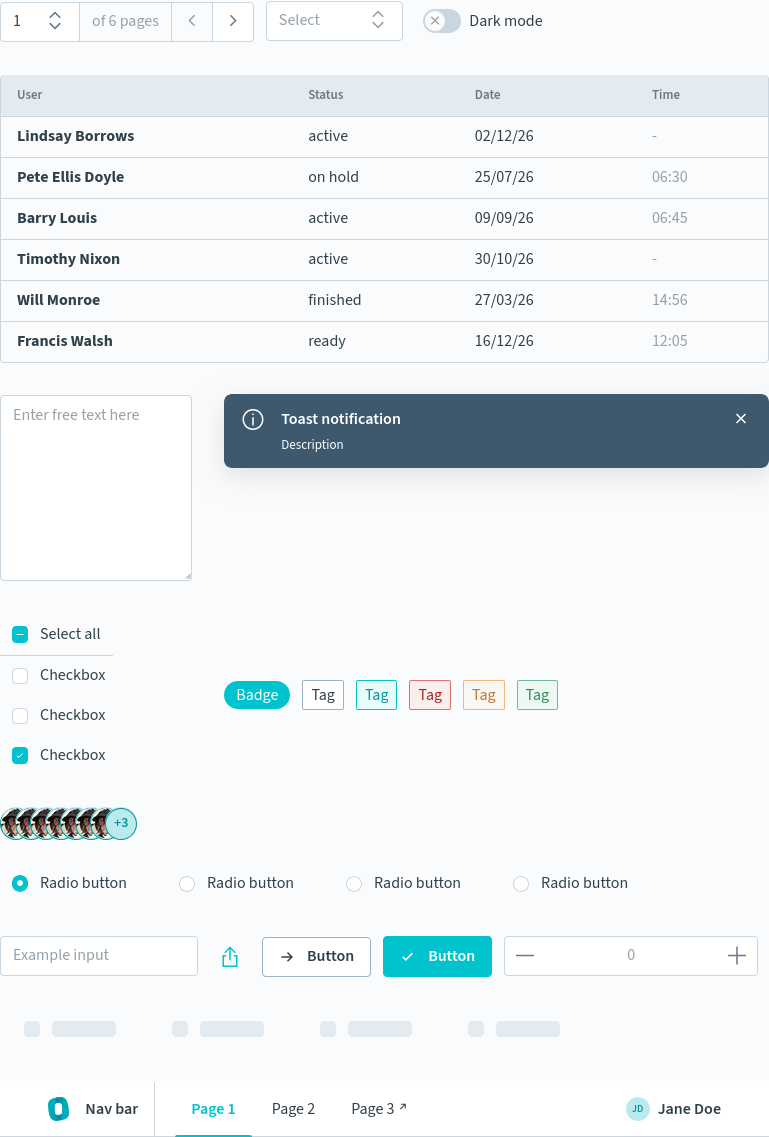 1 of 6 pages Select Dark mode
User Status Date Time
Lindsay Borrows active 02/12/26 -
Pete Ellis Doyle on hold 25/07/26 06:30
Barry Louis active 09/09/26 06:45
Timothy Nixon active 30/10/26 -
Will Monroe finished 27/03/26 14:56
Francis Walsh ready 16/12/26 12:05
Enter free text here
Toast notification
Description
Select all
Checkbox
Checkbox
Checkbox
Badge Tag Tag Tag Tag Tag
+3
Radio button Radio button Radio button Radio button
Example input Button Button 0
Nav bar Page 1 Page 2 Page 3 ↗ JD Jane Doe